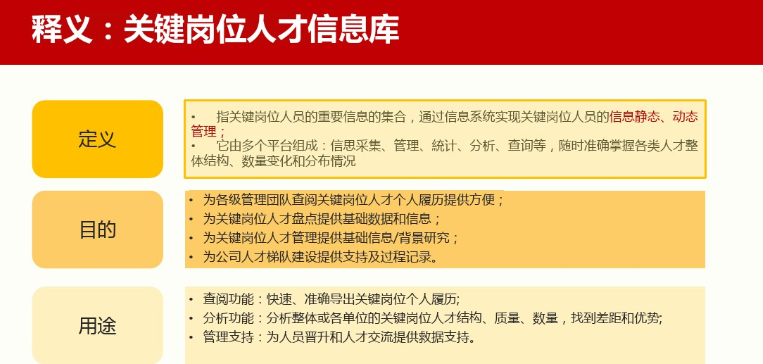 释义：关键岗位人才信息库
定义
• 指关键岗位人员的重要信息的集合，通过信息系统实现关键岗位人员的信息静态、动态
管理；
• 它由多个平台组成：信思采集、管理、統计、分析、查询等，随时准确掌握各类人才整
体结构、数量变化和分布情况
目的
• 为各级管理团队查阅关键岗位人才个人履历提供方便；
• 为关键岗位人才盘点提供基础数据和信息；
• 为关键岗位人才管理提供基础信息/背景研究；
• 为公司人才梯队建设提供支持及过程记录。
用途
• 查阅功能：快速、准确导出关键岗位个人履历;
• 分析功能：分析整体或各单位的关键岗位人才结构、质量、数量，找到差距和优势;
• 管理支持：为人员晋升和人才交流提供救据支持。